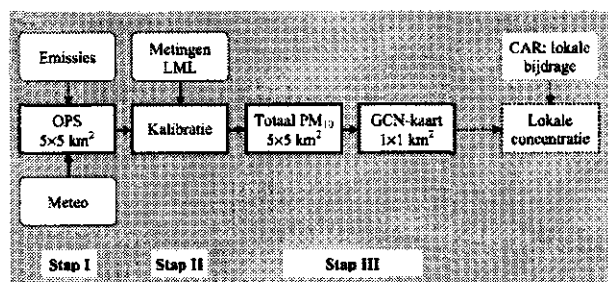 Emissies
Metingen
LML
CAR: lokale
bijdrage
OPS
5×5 km²
Kalibratie
Totaal PM₁₀
5×5 km²
GCN-kaart
1×1 km²
Lokale
concentratie
Meteo
Stap I
Stap II
Stap III